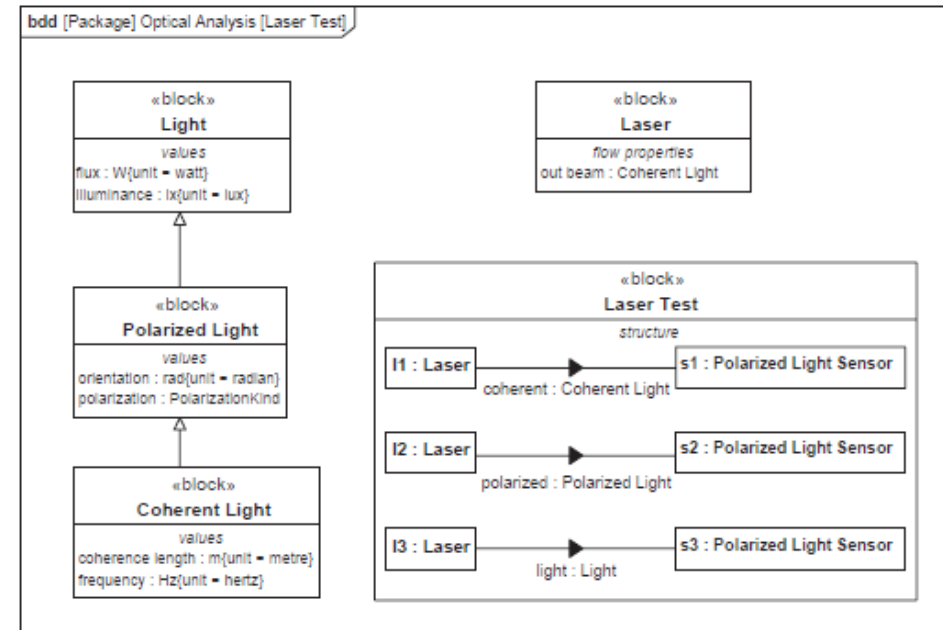 bdd [Package] Optical Analysis [Laser Test]
«block»
Light
values
flux : W{unit = watt}
illuminance : lx{unit = lux}
«block»
Polarized Light
values
orientation : rad{unit = radian}
polarization : PolarizationKind
«block»
Coherent Light
values
coherence length : m{unit = metre}
frequency : Hz{unit = hertz}
«block»
Laser
flow properties
out beam : Coherent Light
«block»
Laser Test
structure
l1 : Laser
coherent : Coherent Light
s1 : Polarized Light Sensor
l2 : Laser
polarized : Polarized Light
s2 : Polarized Light Sensor
l3 : Laser
light : Light
s3 : Polarized Light Sensor